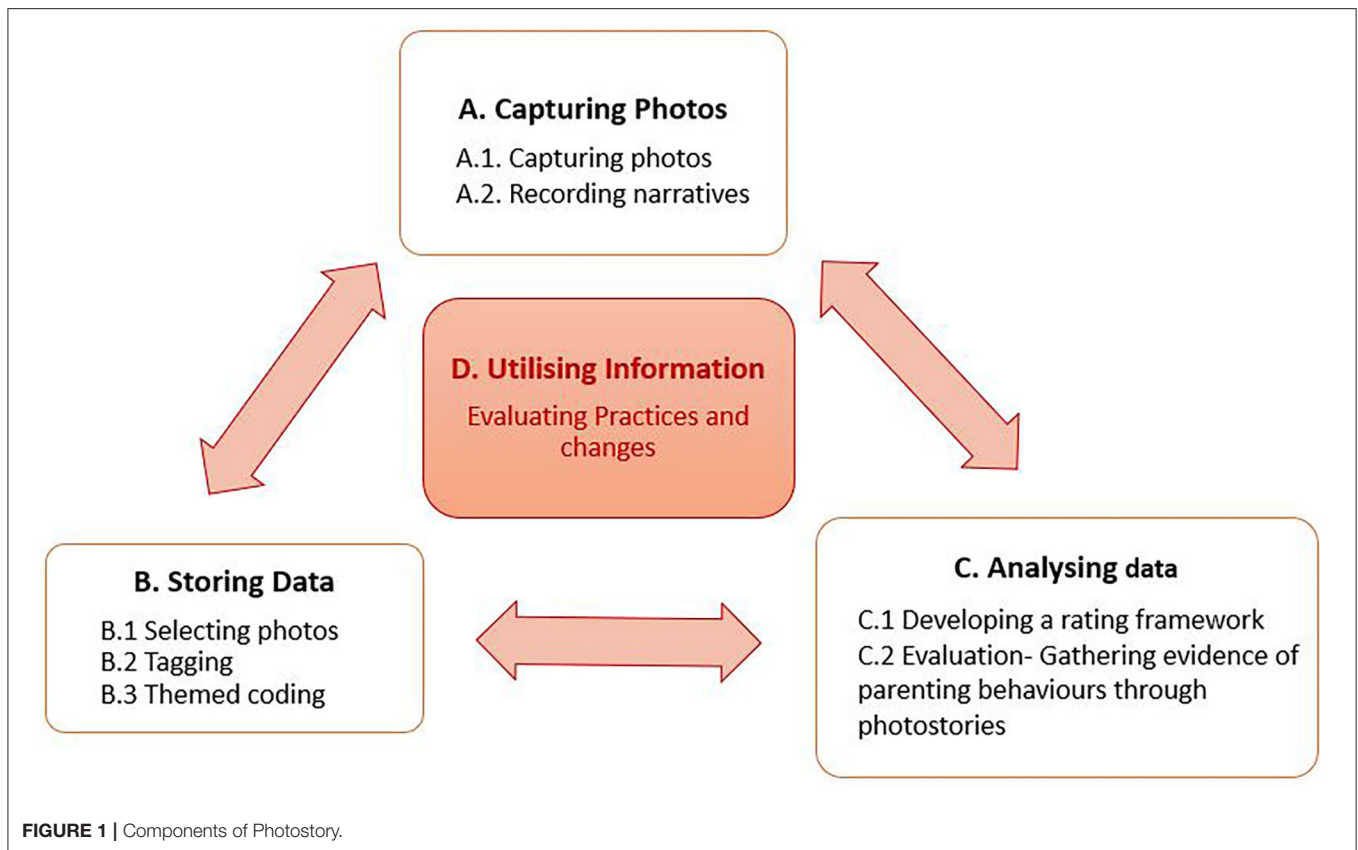 A. Capturing Photos
A.1. Capturing photos
A.2. Recording narratives
D. Utilising Information
Evaluating Practices and
changes
B. Storing Data
B.1 Selecting photos
B.2 Tagging
B.3 Themed coding
C. Analysing data
C.1 Developing a rating framework
C.2 Evaluation- Gathering evidence of
parenting behaviours through
photostories
FIGURE 1 | Components of Photostory.